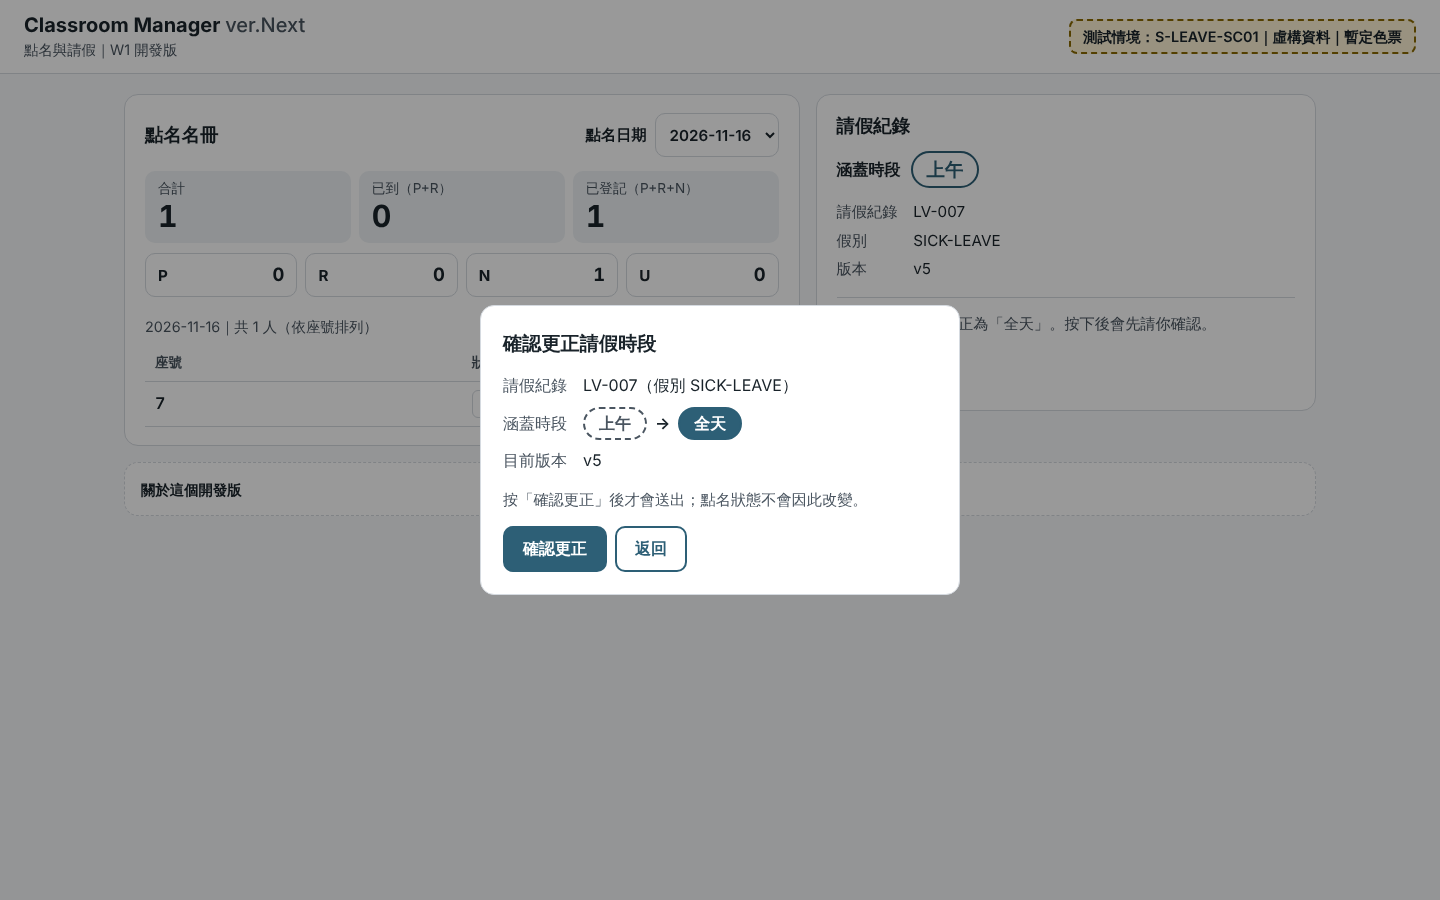 Classroom Manager ver.Next
點名與請假｜W1 開發版
測試情境：S-LEAVE-SC01｜虛構資料｜暫定色票
點名名冊
點名日期 2026-11-16
合計 已到（P+R） 已登記（P+R+N）
1 0 1
P 0 R 0 N 1 U 0
2026-11-16｜共 1 人（依座號排列）
座號
7
請假紀錄
涵蓋時段 上午
請假紀錄 LV-007
假別 SICK-LEAVE
版本 v5
正為「全天」。按下後會先請你確認。
確認更正請假時段
請假紀錄 LV-007（假別 SICK-LEAVE）
涵蓋時段 上午 → 全天
目前版本 v5
按「確認更正」後才會送出；點名狀態不會因此改變。
確認更正 返回
關於這個開發版